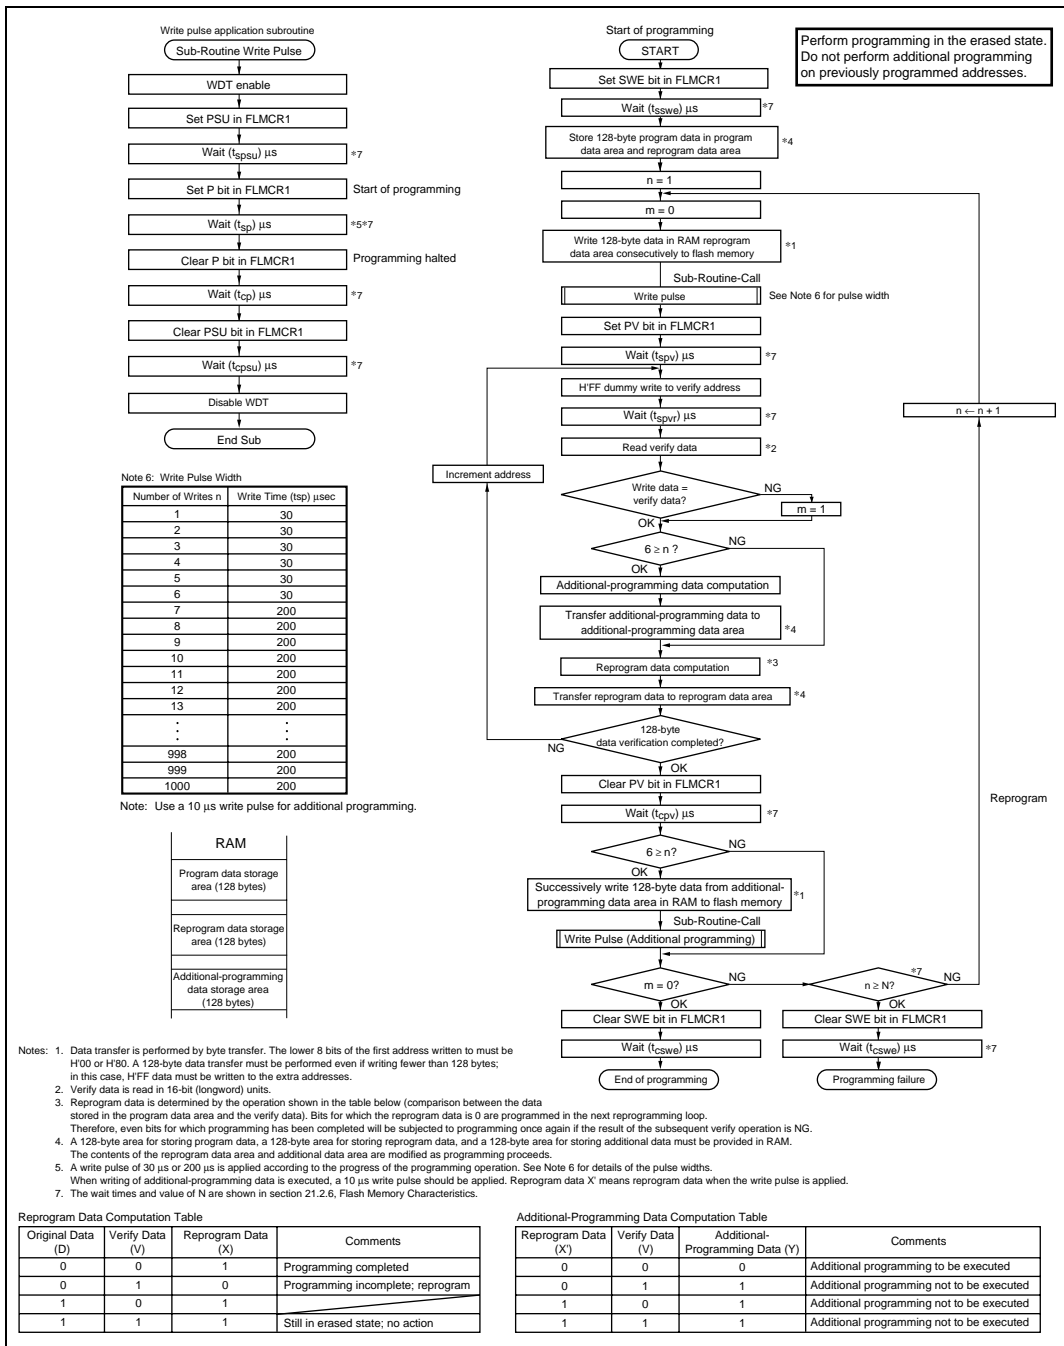 Write pulse application subroutine
Sub-Routine Write Pulse
WDT enable
Set PSU in FLMCR1
Wait (tspsu) μs
*7
Set P bit in FLMCR1
Start of programming
Wait (tsp) μs
*5*7
Clear P bit in FLMCR1
Programming halted
Wait (tcp) μs
*7
Clear PSU bit in FLMCR1
Wait (tcpsu) μs
*7
Disable WDT
End Sub
Note 6: Write Pulse Width
Number of Writes n Write Time (tsp) μsec
1 30
2 30
3 30
4 30
5 30
6 30
7 200
8 200
9 200
10 200
11 200
12 200
13 200
998 200
999 200
1000 200
Note: Use a 10 μs write pulse for additional programming.
RAM
Program data storage
area (128 bytes)
Reprogram data storage
area (128 bytes)
Additional-programming
data storage area
(128 bytes)
Start of programming
START
Perform programming in the erased state.
Do not perform additional programming
on previously programmed addresses.
Set SWE bit in FLMCR1
Wait (tsswe) μs
*7
Store 128-byte program data in program
data area and reprogram data area
*4
n = 1
m = 0
Write 128-byte data in RAM reprogram
data area consecutively to flash memory
*1
Sub-Routine-Call
Write pulse
See Note 6 for pulse width
Set PV bit in FLMCR1
Wait (tspv) μs
*7
H'FF dummy write to verify address
Wait (tspvr) μs
*7
n ← n + 1
Read verify data
*2
Increment address
Write data =
verify data?
NG
m = 1
OK
6 ≥ n ?
NG
OK
Additional-programming data computation
Transfer additional-programming data to
additional-programming data area
*4
Reprogram data computation
*3
Transfer reprogram data to reprogram data area
*4
128-byte
data verification completed?
NG
OK
Clear PV bit in FLMCR1
Reprogram
Wait (tcpv) μs
*7
6 ≥ n?
NG
OK
Successively write 128-byte data from additional-
programming data area in RAM to flash memory
*1
Sub-Routine-Call
Write Pulse (Additional programming)
m = 0?
NG
n ≥ N?
*7
NG
OK
OK
Clear SWE bit in FLMCR1
Clear SWE bit in FLMCR1
Wait (tcswe) μs
Wait (tcswe) μs
*7
End of programming
Programming failure
Notes: 1. Data transfer is performed by byte transfer. The lower 8 bits of the first address written to must be
H'00 or H'80. A 128-byte data transfer must be performed even if writing fewer than 128 bytes;
in this case, H'FF data must be written to the extra addresses.
2. Verify data is read in 16-bit (longword) units.
3. Reprogram data is determined by the operation shown in the table below (comparison between the data
stored in the program data area and the verify data). Bits for which the reprogram data is 0 are programmed in the next reprogramming loop.
Therefore, even bits for which programming has been completed will be subjected to programming once again if the result of the subsequent verify operation is NG.
4. A 128-byte area for storing program data, a 128-byte area for storing reprogram data, and a 128-byte area for storing additional data must be provided in RAM.
The contents of the reprogram data area and additional data area are modified as programming proceeds.
5. A write pulse of 30 μs or 200 μs is applied according to the progress of the programming operation. See Note 6 for details of the pulse widths.
When writing of additional-programming data is executed, a 10 μs write pulse should be applied. Reprogram data X' means reprogram data when the write pulse is applied.
7. The wait times and value of N are shown in section 21.2.6, Flash Memory Characteristics.
Reprogram Data Computation Table
Original Data (D) Verify Data (V) Reprogram Data (X) Comments
0 0 1 Programming completed
0 1 0 Programming incomplete; reprogram
1 0 1
1 1 1 Still in erased state; no action
Additional-Programming Data Computation Table
Reprogram Data (X') Verify Data (V) Additional-Programming Data (Y) Comments
0 0 0 Additional programming to be executed
0 1 1 Additional programming not to be executed
1 0 1 Additional programming not to be executed
1 1 1 Additional programming not to be executed